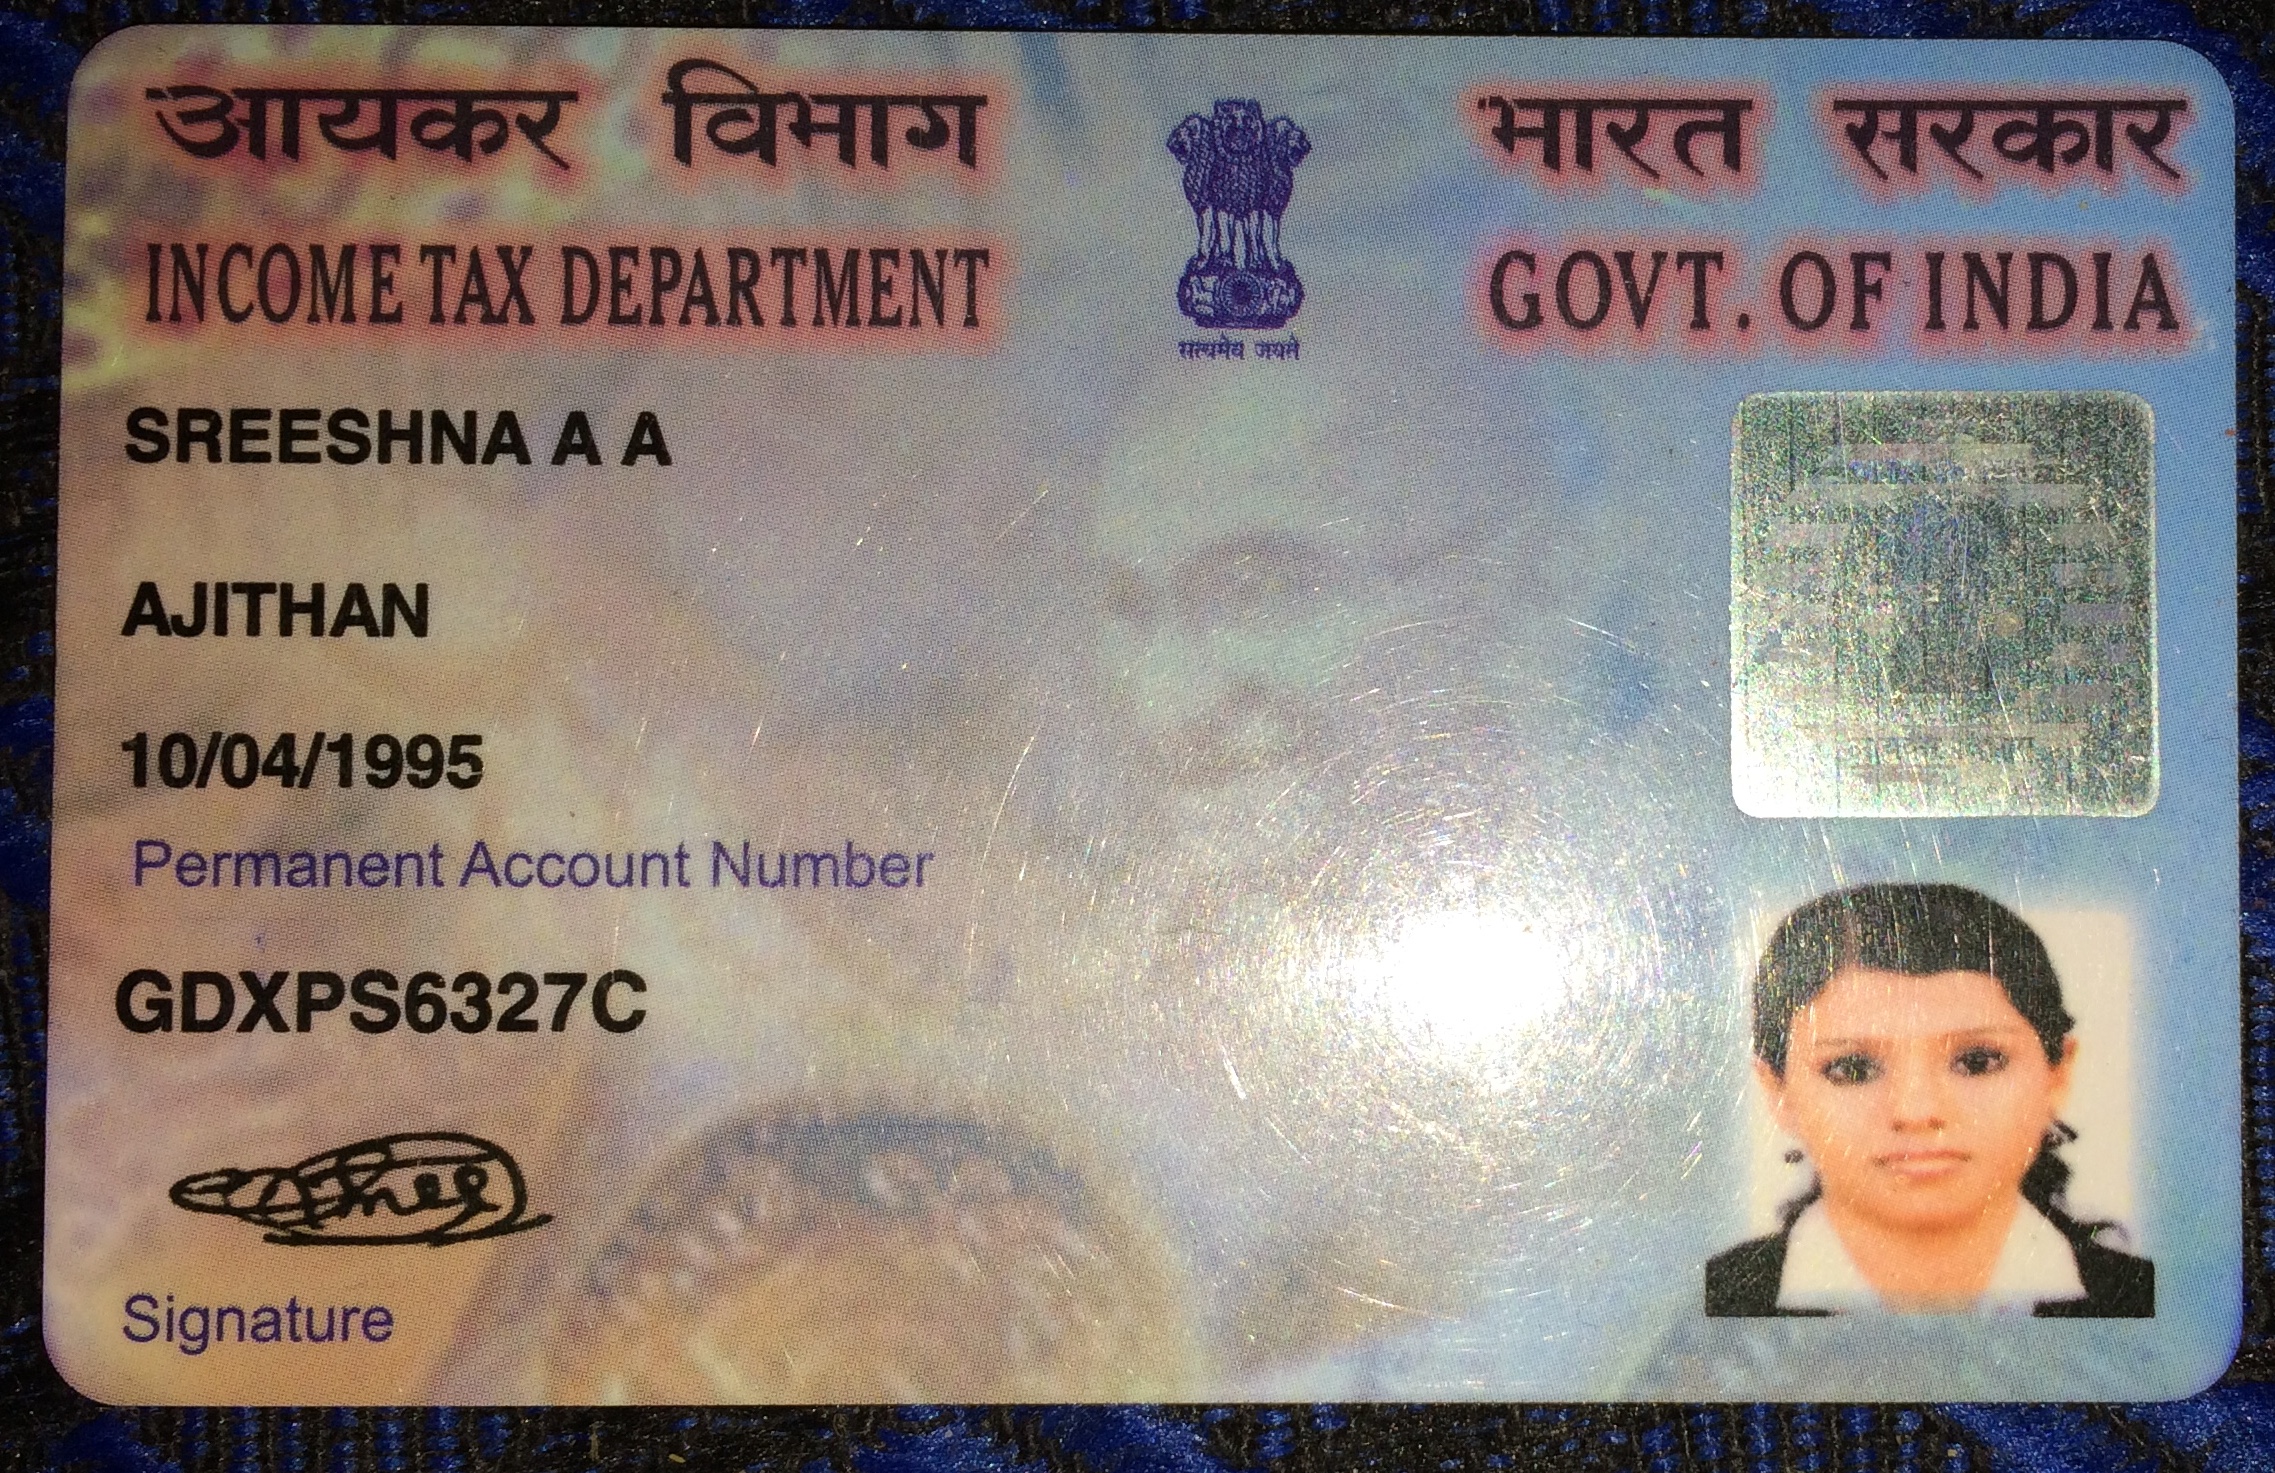 आयकर विभाग
INCOME TAX DEPARTMENT
सत्यमेव जयते
भारत सरकार
GOVT. OF INDIA
SREESHNA A A
AJITHAN
10/04/1995
Permanent Account Number
GDXPS6327C
Signature